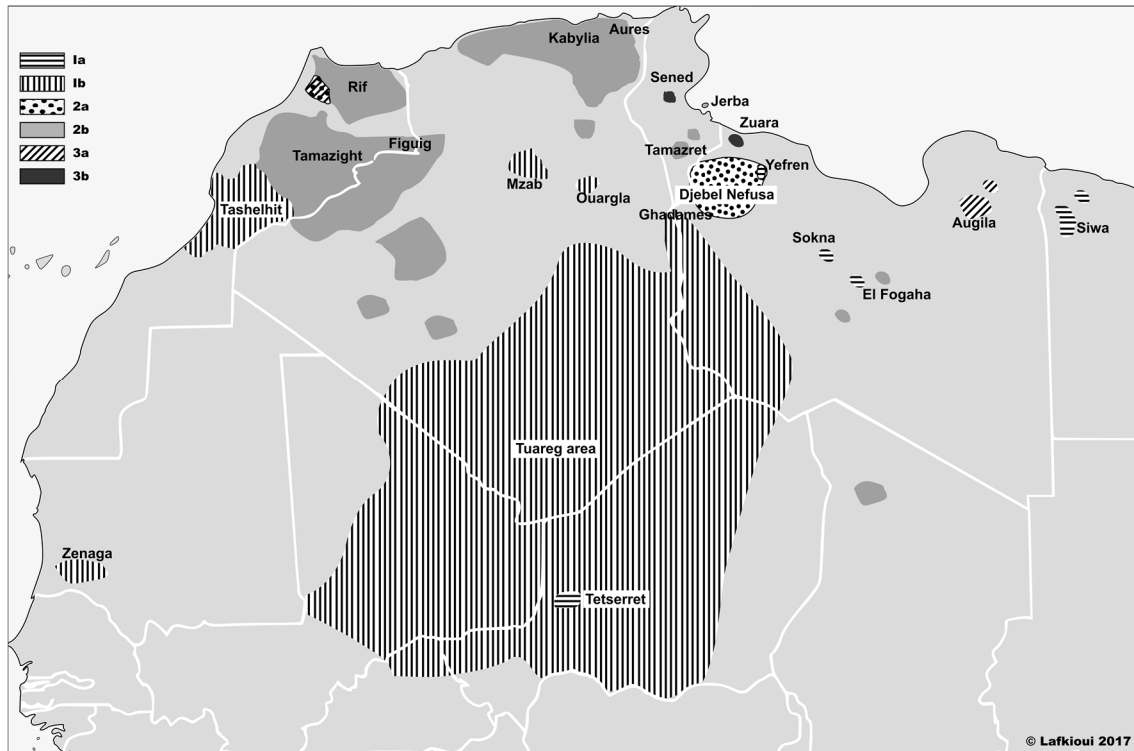 Ia
Ib
2a
2b
3a
3b
Kabylia
Aures
Rif
Sened
Jerba
Zuara
Figuig
Tamazight
Tamazret
Yefren
Mzab
Ouargla
Djebel Nefusa
Tashelhit
Ghadames
Augila
Siwa
Sokna
El Fogaha
Tuareg area
Zenaga
Tetserret
© Lafkioui 2017